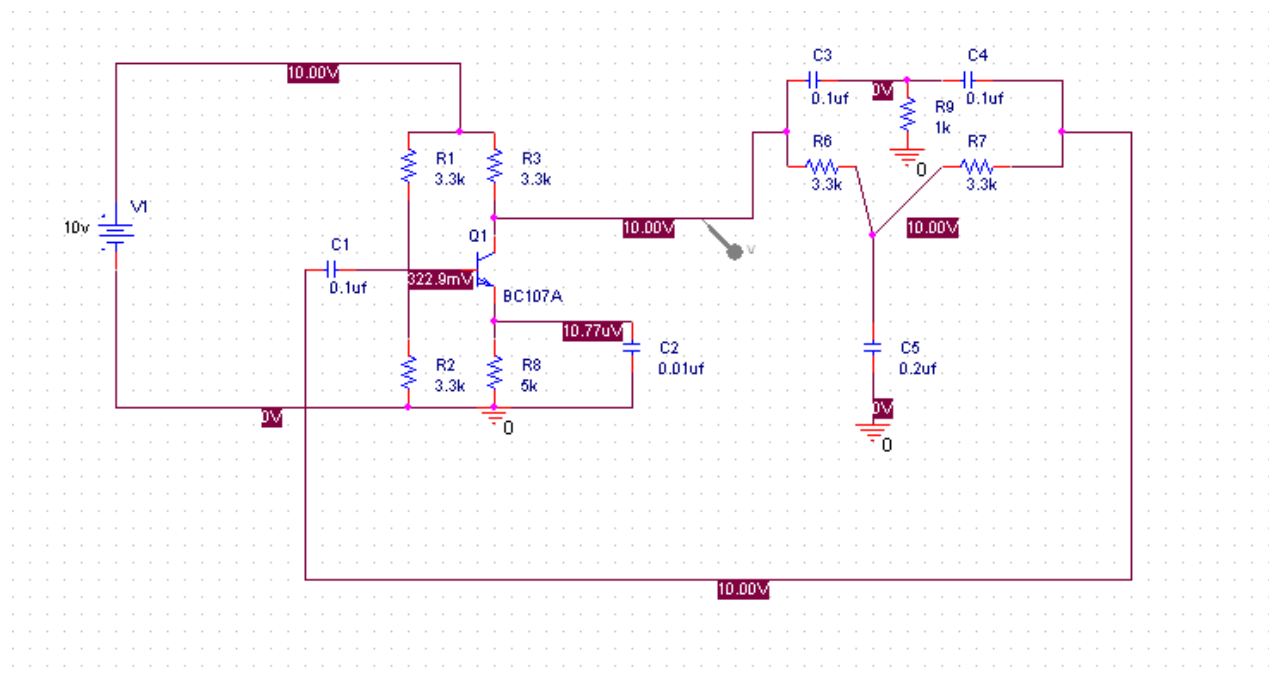 10.00V
V1
10v
R1
3.3k
R3
3.3k
C1
0.1uf
322.9mV
Q1
BC107A
10.00V
V
10.77uV
R2
3.3k
R8
5k
C2
0.01uf
0V
0
C3
0.1uf
0V
C4
0.1uf
R9
1k
0
R6
3.3k
R7
3.3k
10.00V
C5
0.2uf
0V
0
10.00V